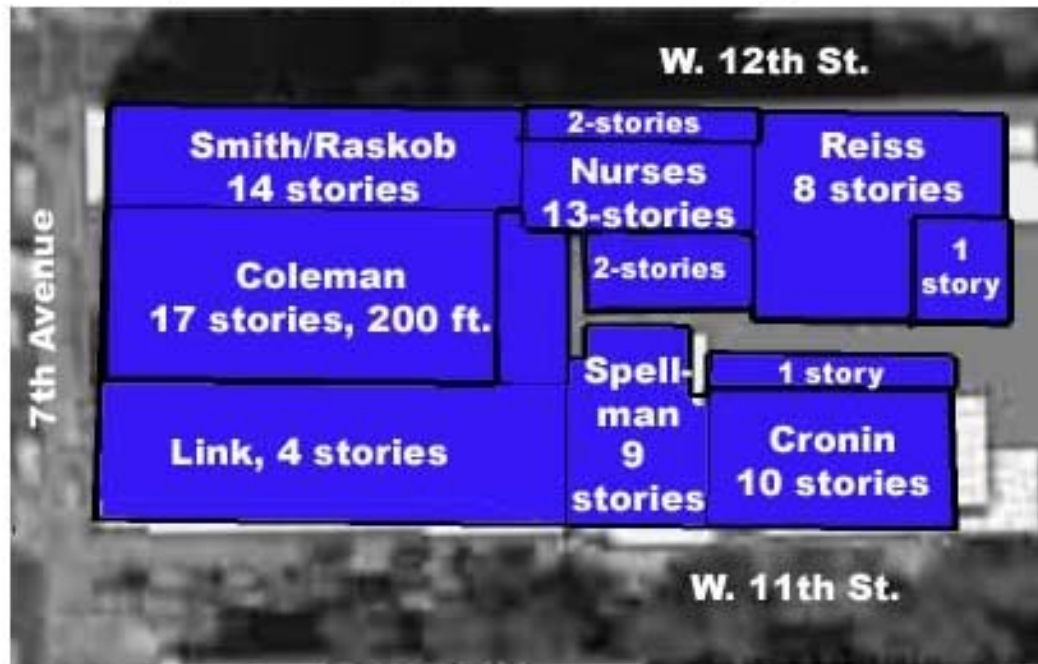 W. 12th St.
2-stories
Smith/Raskob
14 stories
Nurses
13-stories
2-stories
Reiss
8 stories
1
story
7th Avenue
Coleman
17 stories, 200 ft.
Link, 4 stories
Spell-
man
9
stories
1 story
Cronin
10 stories
W. 11th St.